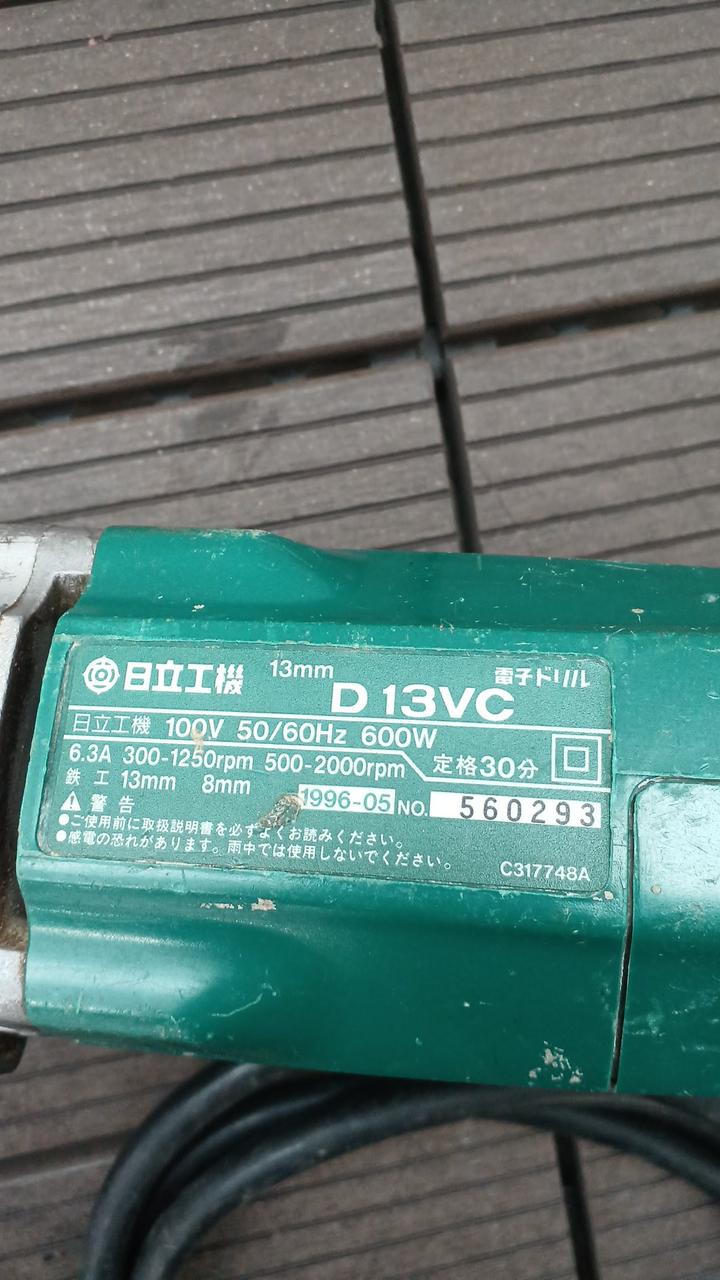 日立工機 13mm D 13VC 電子ドリル
日立工機 100V 50/60Hz 600W
6.3A 300-1250rpm 500-2000rpm 定格30分
鉄工 13mm 8mm
警告 1996-05 NO. 560293
●ご使用前に取扱説明書を必ずよくお読みください。
●感電の恐れがあります。雨中では使用しないでください。
C317748A